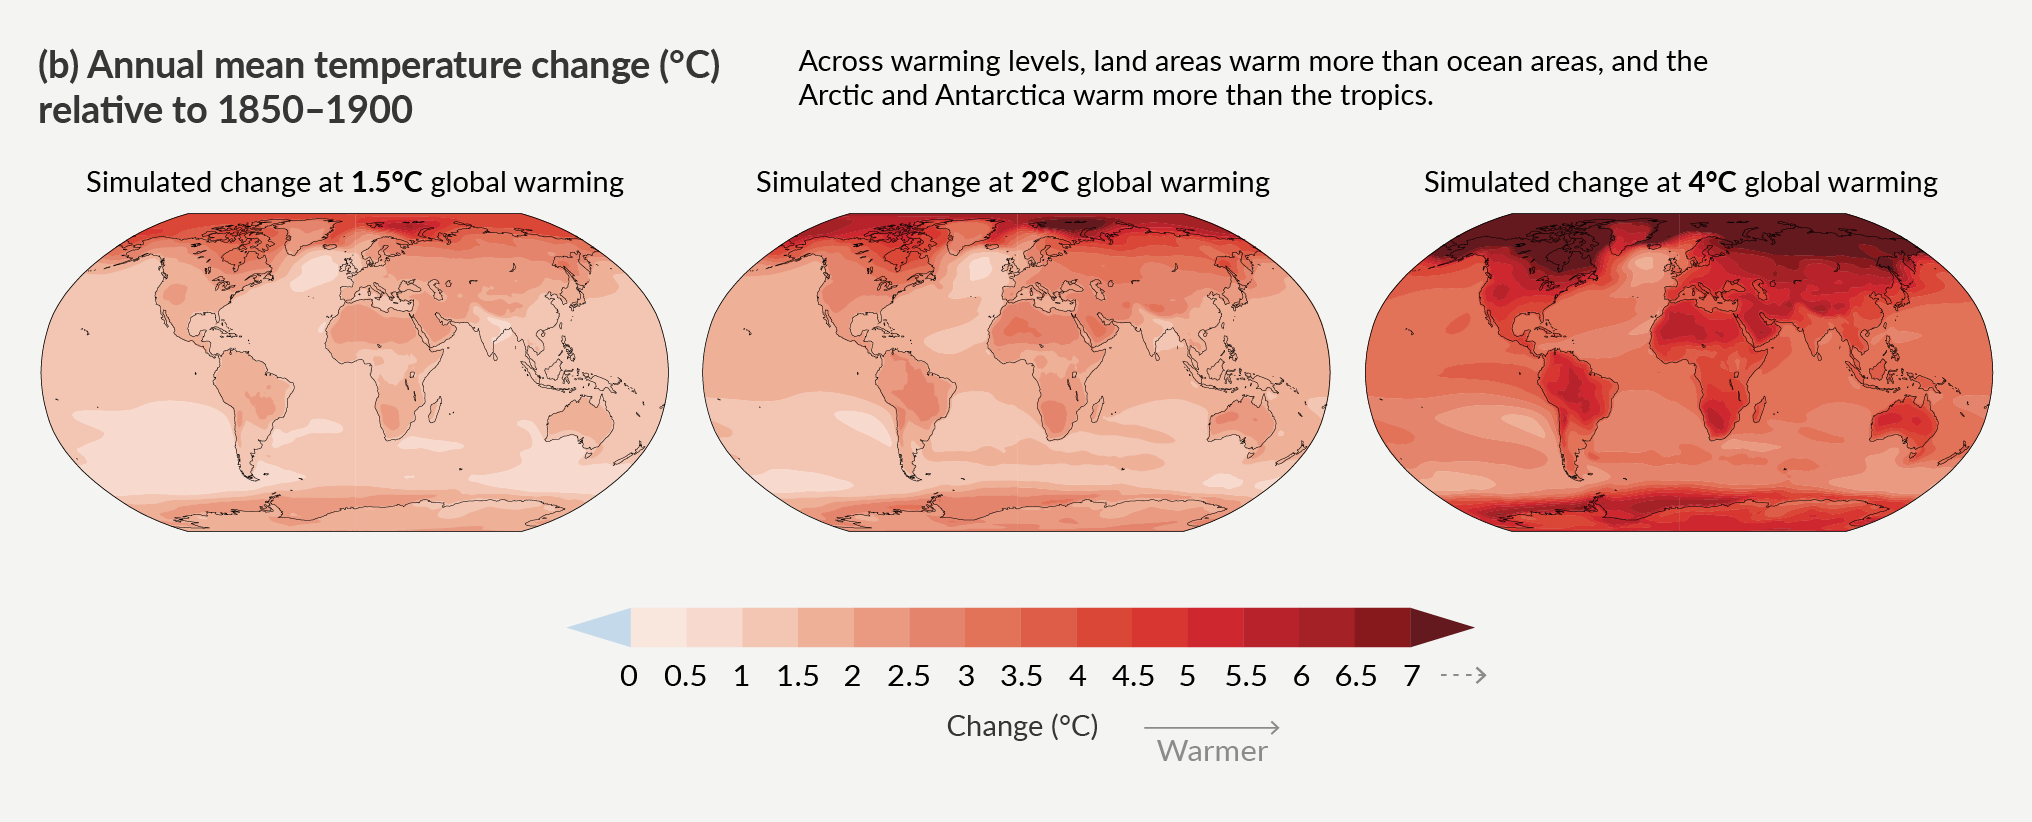 (b) Annual mean temperature change (°C)
relative to 1850–1900
Across warming levels, land areas warm more than ocean areas, and the
Arctic and Antarctica warm more than the tropics.
Simulated change at 1.5°C global warming
Simulated change at 2°C global warming
Simulated change at 4°C global warming
0 0.5 1 1.5 2 2.5 3 3.5 4 4.5 5 5.5 6 6.5 7
Change (°C)
Warmer